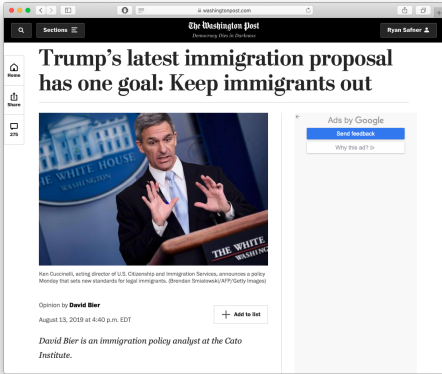 washingtonpost.com
Sections
The Washington Post
Democracy Dies in Darkness
Ryan Safner
Home
Share
275
Trump's latest immigration proposal
has one goal: Keep immigrants out
THE WHITE HOUSE
WASHINGTON
THE WHITE
WASHING
Ken Cuccinelli, acting director of U.S. Citizenship and Immigration Services, announces a policy
Monday that sets new standards for legal immigrants. (Brendan Smialowski/AFP/Getty Images)
Opinion by David Bier
August 13, 2019 at 4:40 p.m. EDT
Add to list
David Bier is an immigration policy analyst at the Cato
Institute.
Ads by Google
Send feedback
Why this ad?